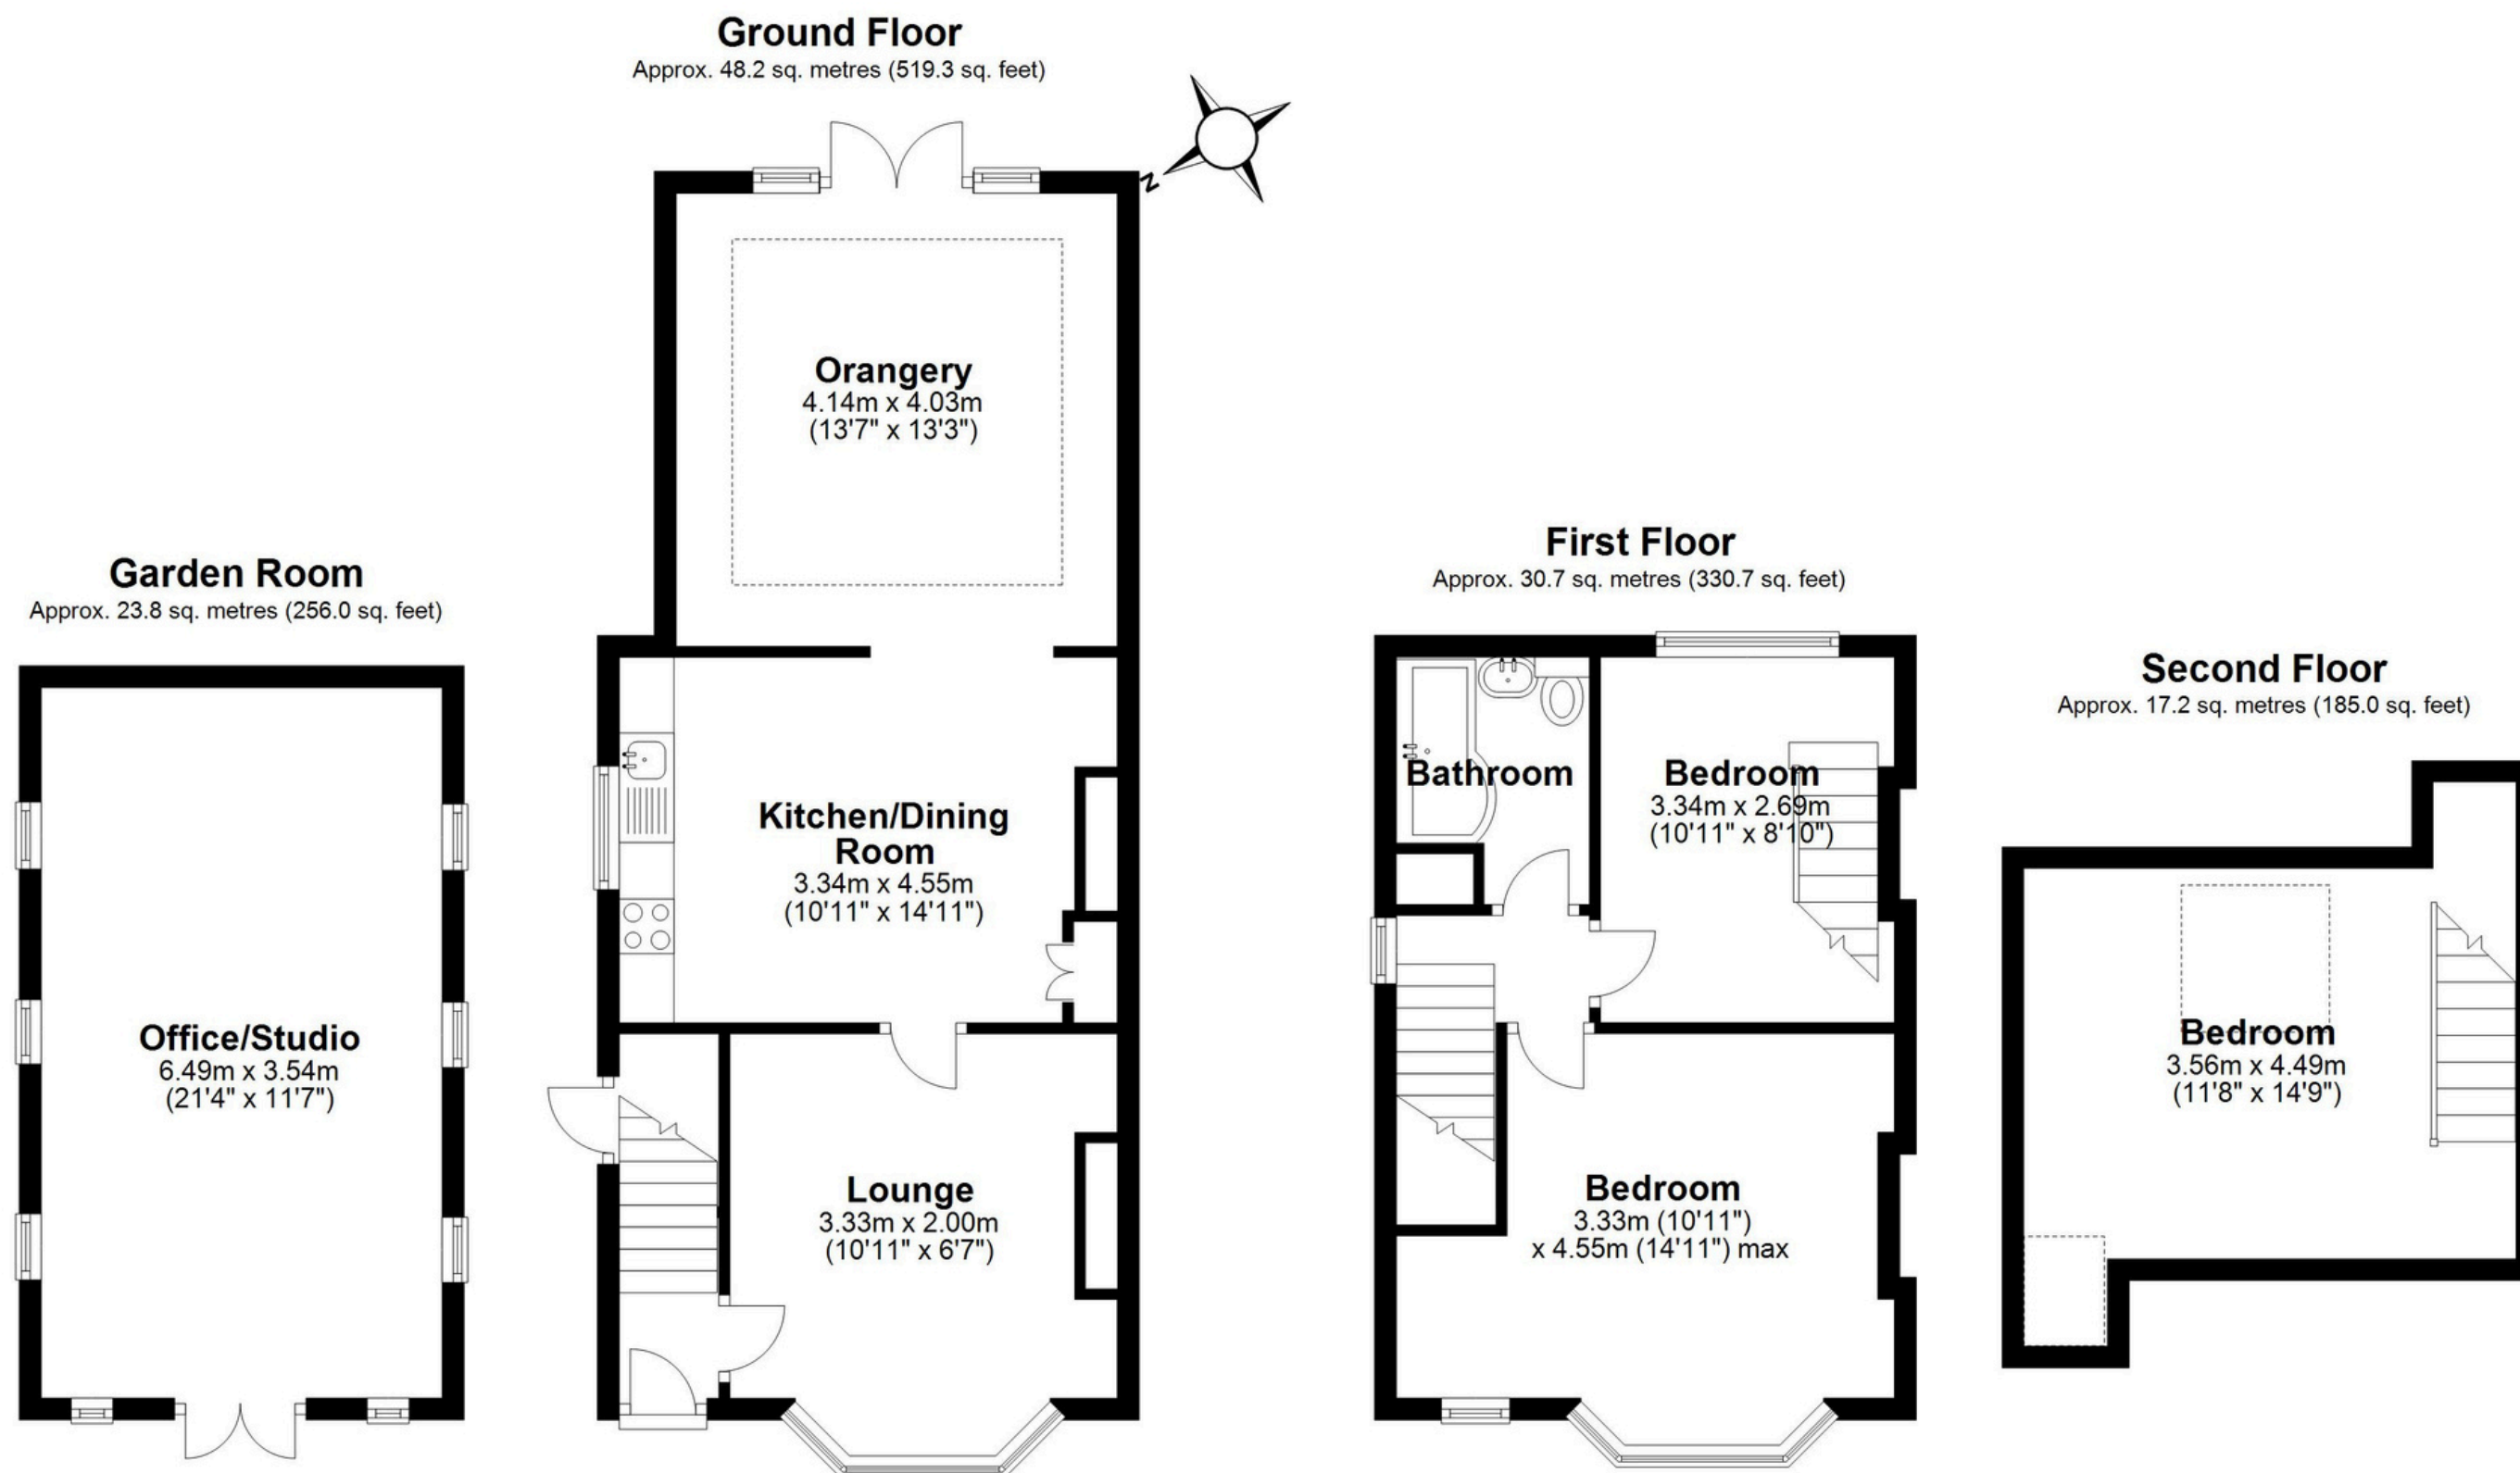 Ground Floor
Approx. 48.2 sq. metres (519.3 sq. feet)
N
Orangery
4.14m x 4.03m
(13'7" x 13'3")
Kitchen/Dining
Room
3.34m x 4.55m
(10'11" x 14'11")
Lounge
3.33m x 2.00m
(10'11" x 6'7")
Garden Room
Approx. 23.8 sq. metres (256.0 sq. feet)
Office/Studio
6.49m x 3.54m
(21'4" x 11'7")
First Floor
Approx. 30.7 sq. metres (330.7 sq. feet)
Bathroom
Bedroom
3.34m x 2.69m
(10'11" x 8'10")
Bedroom
3.33m (10'11")
x 4.55m (14'11") max
Second Floor
Approx. 17.2 sq. metres (185.0 sq. feet)
Bedroom
3.56m x 4.49m
(11'8" x 14'9")